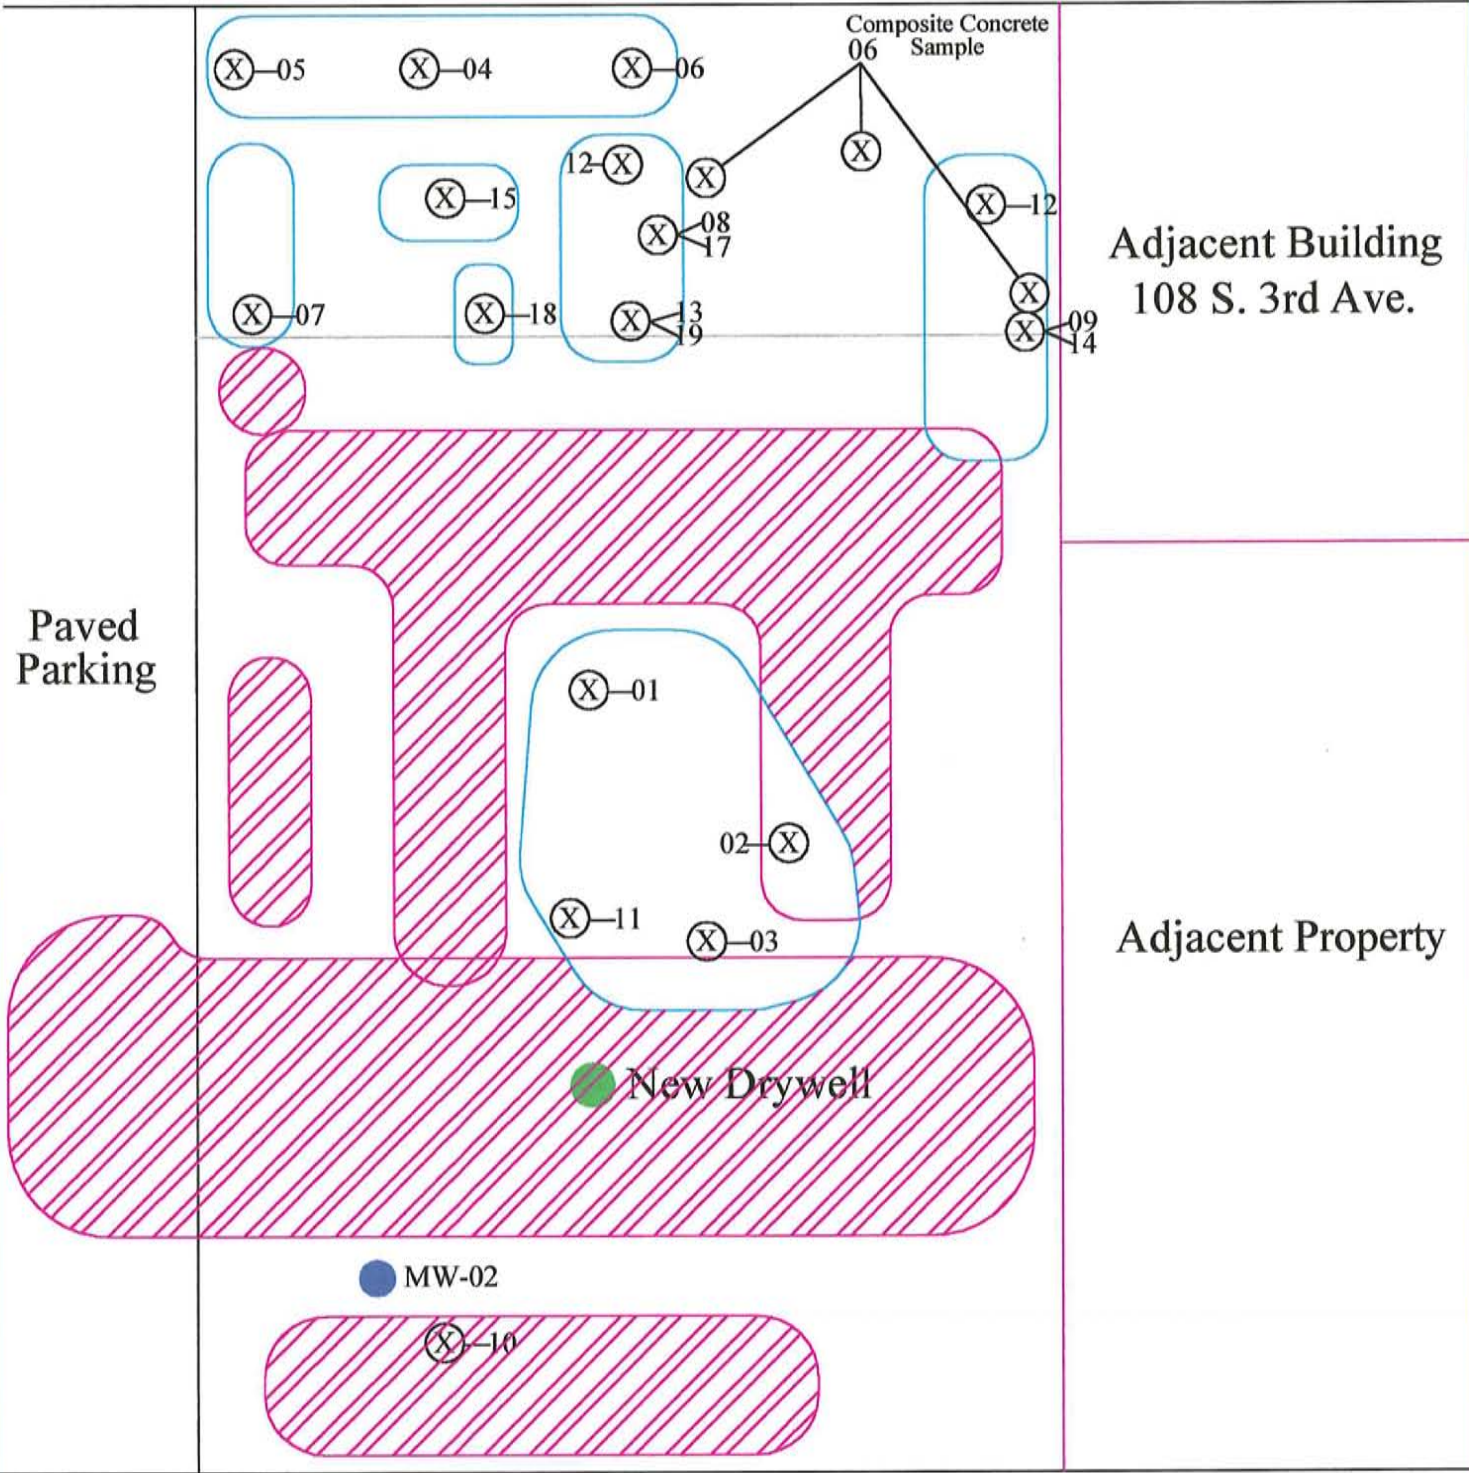 Composite Concrete
06 Sample
X-05
X-04
X-06
12-X
X
X
X-15
X-12
X 08
17
X
X-07
X-18
X 13
19
X 09
14
Adjacent Building
108 S. 3rd Ave.
Paved
Parking
X-01
02-X
X-11
X-03
Adjacent Property
New Drywell
MW-02
X-10